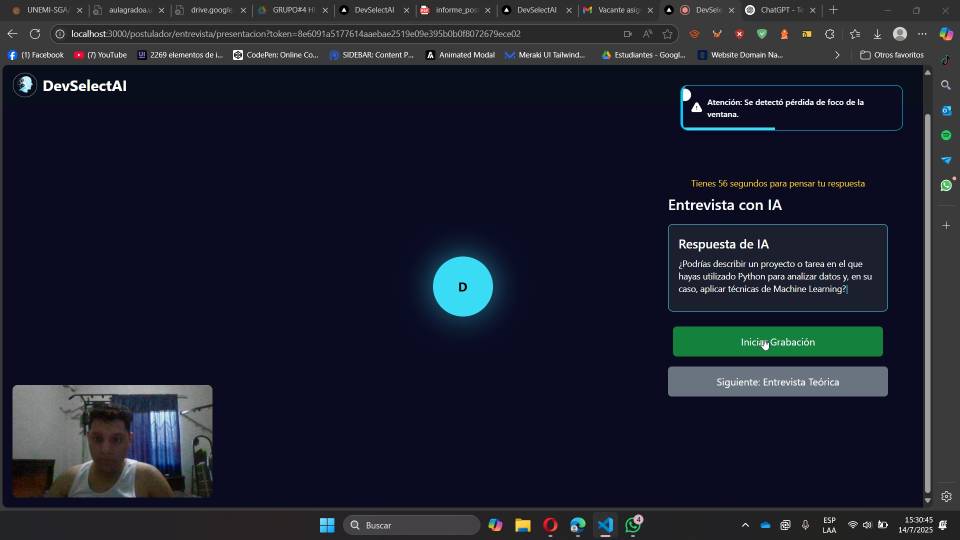 UNEMI-SGA
aulagradoa.u
drive.google.
GRUPO#4 H
DevSelectAI
informe_pos
DevSelectAI
Vacante asig
DevSele
ChatGPT - Te
localhost:3000/postulador/entrevista/presentacion?token=8e6091a5177614aaebae2519e09e395b0b0f8072679ece02
(1) Facebook
(7) YouTube
2269 elementos de i...
CodePen: Online Co...
SIDEBAR: Content P...
Animated Modal
Meraki UI Tailwind...
Estudiantes - Googl...
Website Domain Na...
Otros favoritos
DevSelectAI
Atención: Se detectó pérdida de foco de la
ventana.
Tienes 56 segundos para pensar tu respuesta
Entrevista con IA
Respuesta de IA
¿Podrías describir un proyecto o tarea en el que
hayas utilizado Python para analizar datos y, en su
caso, aplicar técnicas de Machine Learning?
D
Iniciar Grabación
Siguiente: Entrevista Teórica
Buscar
4
ESP
LAA
15:30:45
14/7/2025